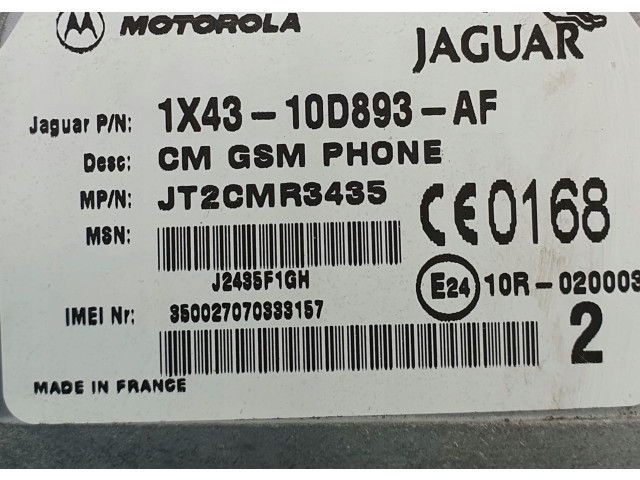 MOTOROLA
JAGUAR
Jaguar P/N: 1X43-10D893-AF
Desc: CM GSM PHONE
MP/N: JT2CMR3435
CE0168
MSN:
J2435F1GH
E24 10R-020003
IMEI Nr: 350027070333157
2
MADE IN FRANCE